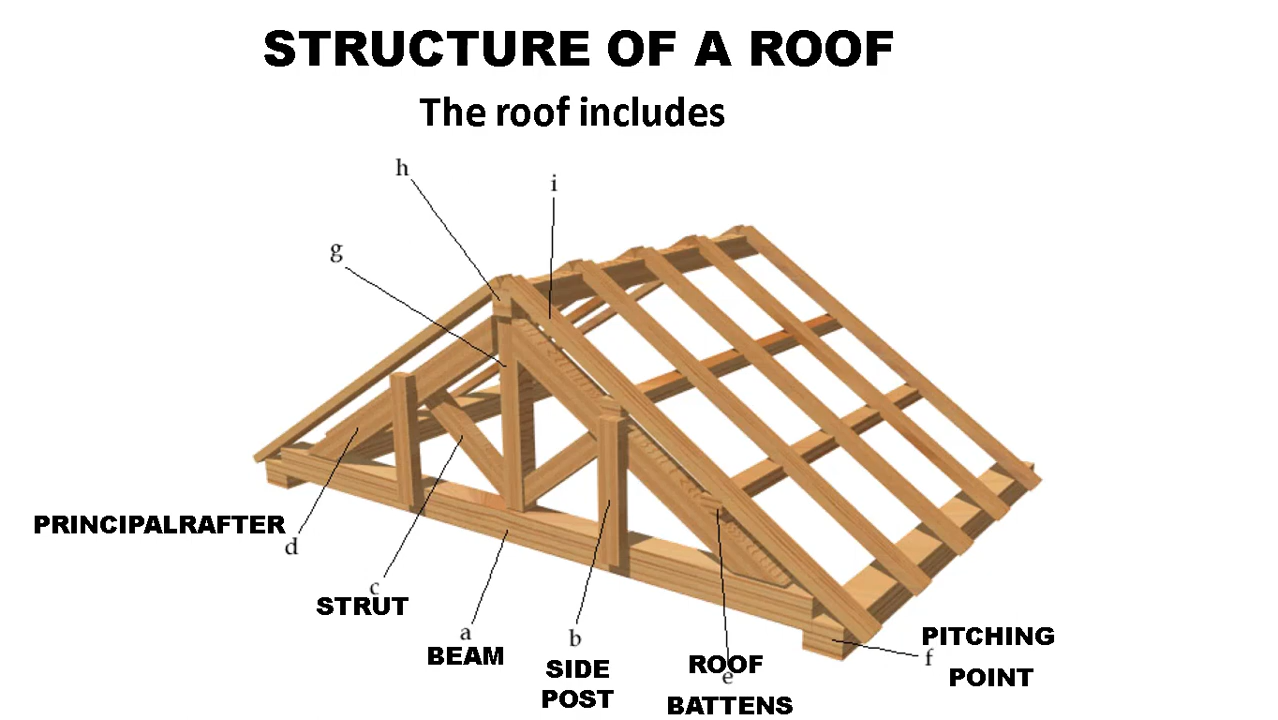 STRUCTURE OF A ROOF
The roof includes
h
i
g
PRINCIPALRAFTER
d
c
STRUT
a
BEAM
b
SIDE
POST
ROOF
e
BATTENS
f
PITCHING
POINT